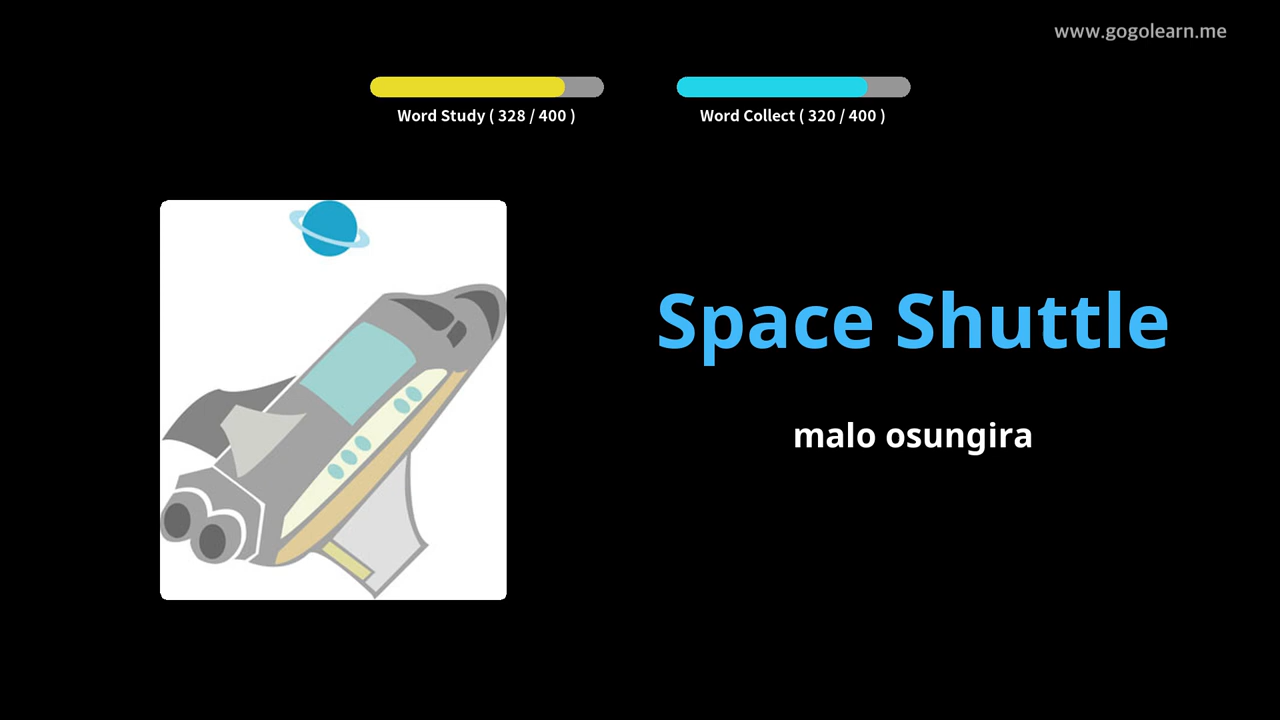 www.gogolearn.me
Word Study ( 328 / 400 )
Word Collect ( 320 / 400 )
Space Shuttle
malo osungira